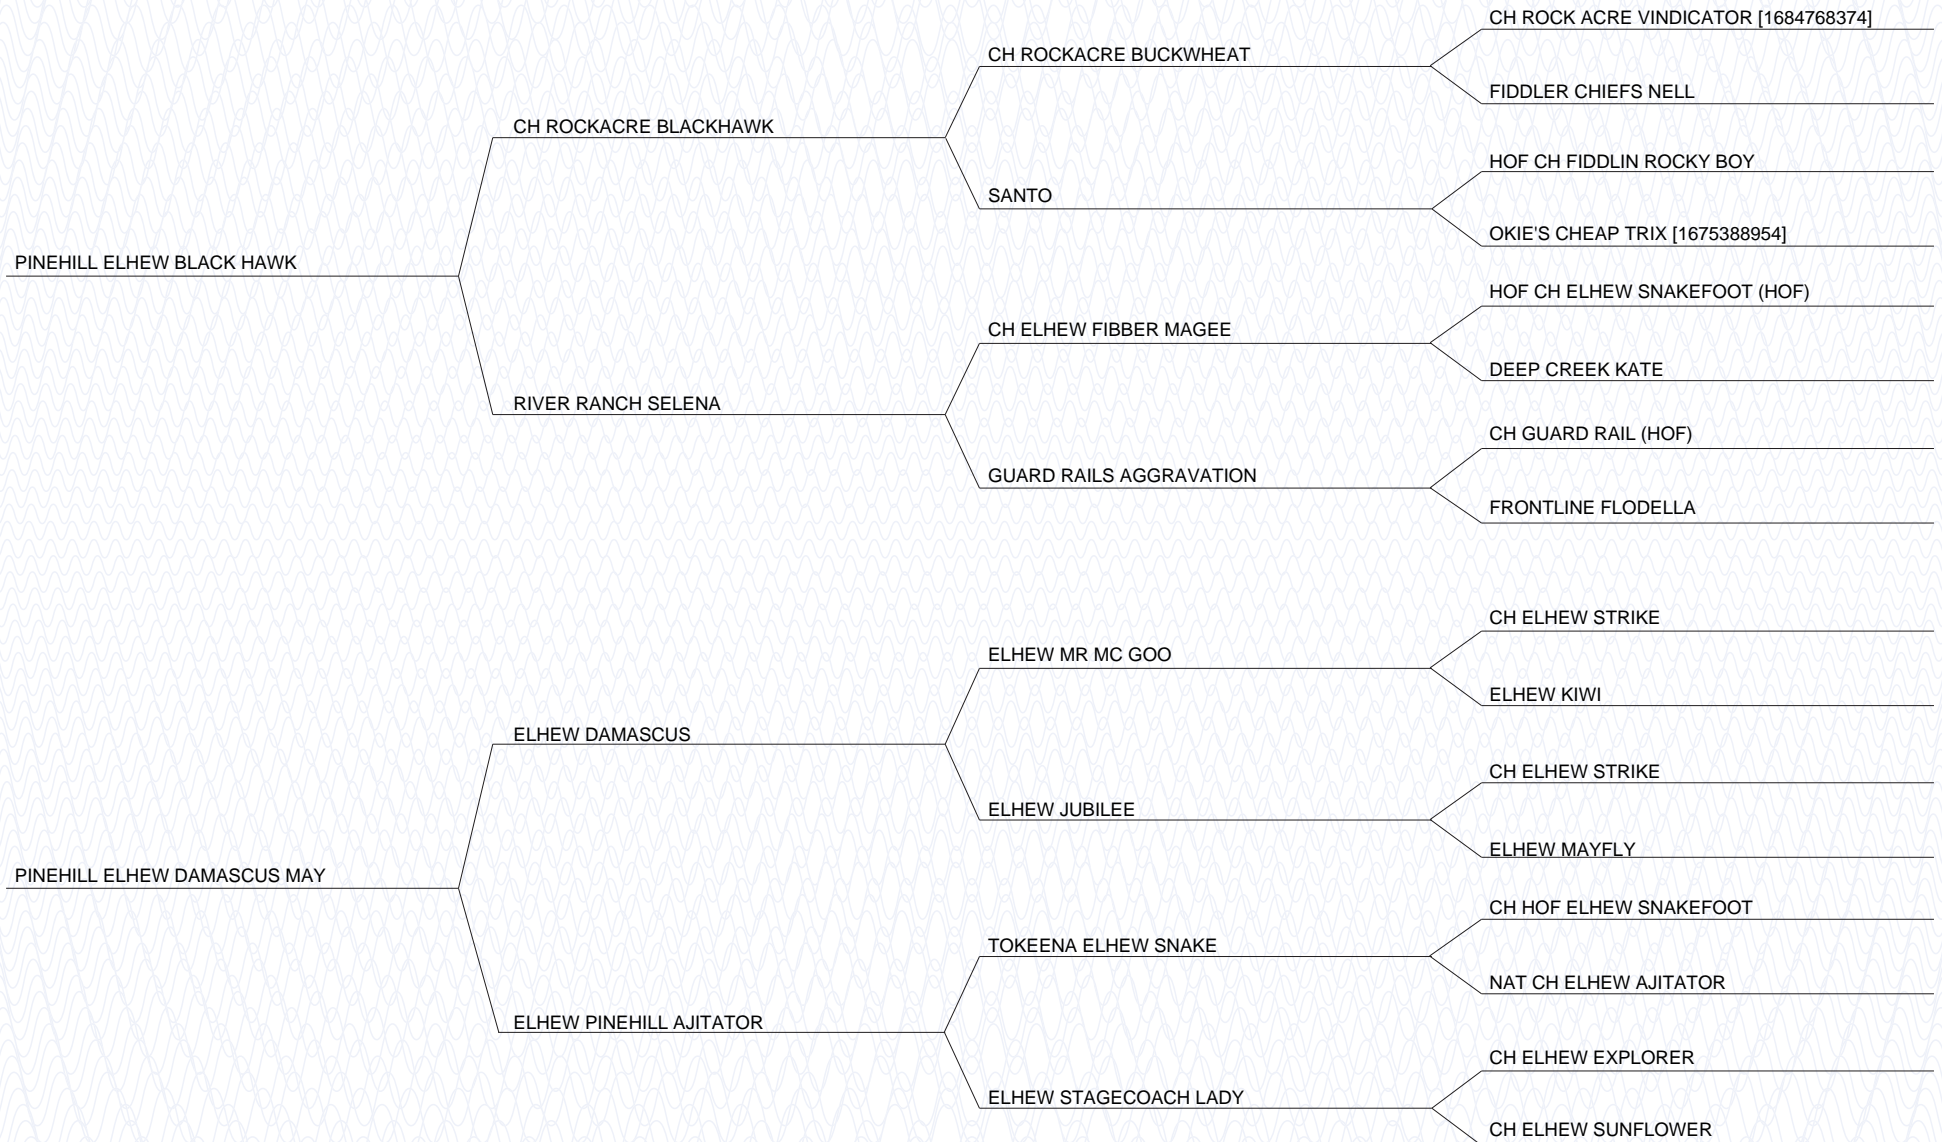 CH ROCK ACRE VINDICATOR [1684768374]
CH ROCKACRE BUCKWHEAT
FIDDLER CHIEFS NELL
CH ROCKACRE BLACKHAWK
HOF CH FIDDLIN ROCKY BOY
SANTO
OKIE'S CHEAP TRIX [1675388954]
PINEHILL ELHEW BLACK HAWK
HOF CH ELHEW SNAKEFOOT (HOF)
CH ELHEW FIBBER MAGEE
DEEP CREEK KATE
RIVER RANCH SELENA
CH GUARD RAIL (HOF)
GUARD RAILS AGGRAVATION
FRONTLINE FLODELLA
CH ELHEW STRIKE
ELHEW MR MC GOO
ELHEW KIWI
ELHEW DAMASCUS
CH ELHEW STRIKE
ELHEW JUBILEE
ELHEW MAYFLY
PINEHILL ELHEW DAMASCUS MAY
CH HOF ELHEW SNAKEFOOT
TOKEENA ELHEW SNAKE
NAT CH ELHEW AJITATOR
ELHEW PINEHILL AJITATOR
CH ELHEW EXPLORER
ELHEW STAGECOACH LADY
CH ELHEW SUNFLOWER